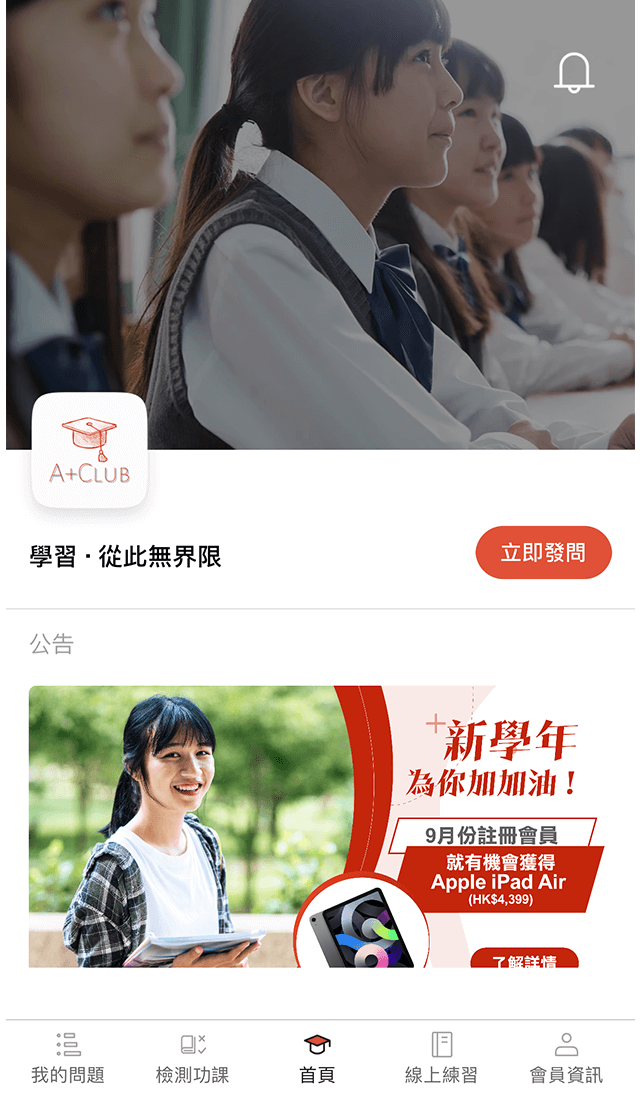 A+CLUB
學習·從此無界限
立即發問
公告
新學年
為你加加油！
9月份註冊會員
就有機會獲得
Apple iPad Air
(HK$4,399)
了解詳情
我的問題
檢測功課
首頁
線上練習
會員資訊